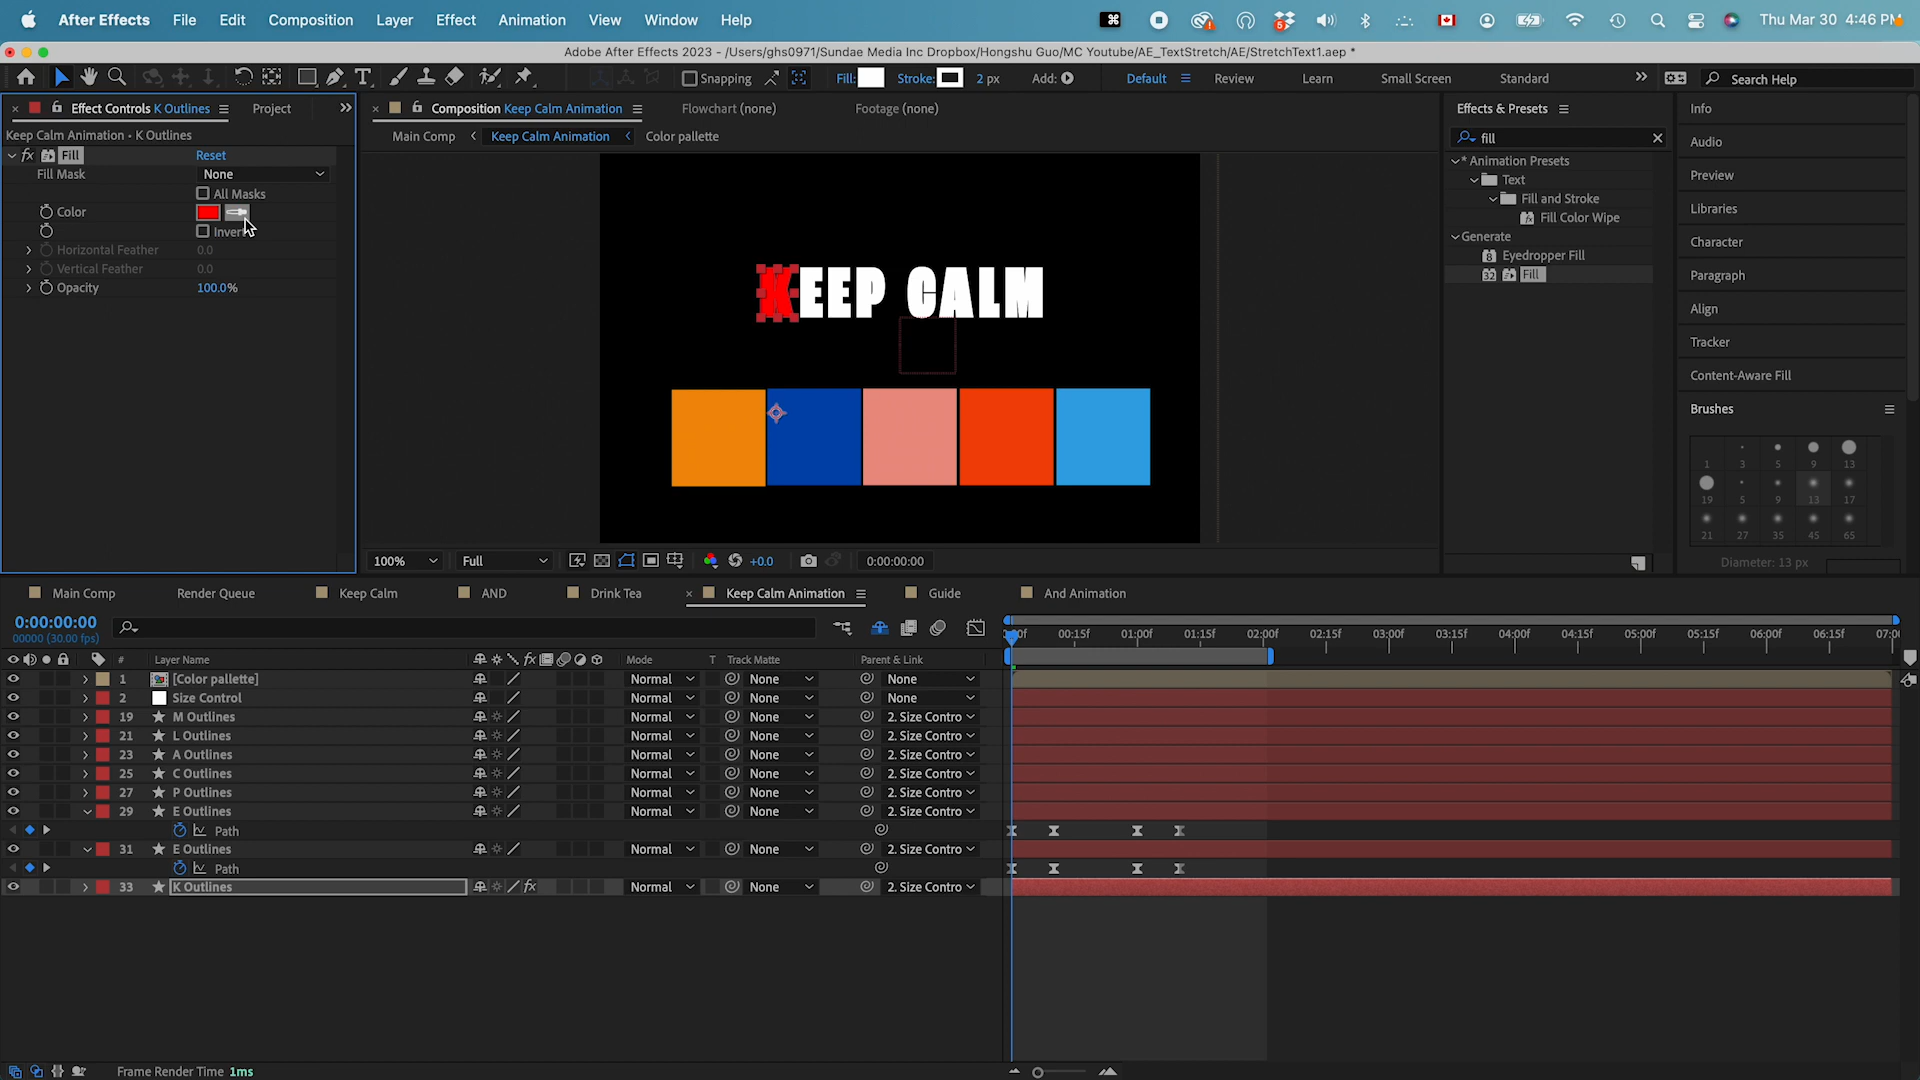 After Effects File Edit Composition Layer Effect Animation View Window Help
5
Thu Mar 30 4:46 PM
Adobe After Effects 2023 - /Users/ghs0971/Sundae Media Inc Dropbox/Hongshu Guo/MC Youtube/AE_TextStretch/AE/StretchText1.aep *
Snapping Fill: Stroke: 2 px Add: Default Review Learn Small Screen Standard Search Help
Effect Controls K Outlines Project
Keep Calm Animation • K Outlines
fx Fill Reset
Fill Mask None
All Masks
Color
Invert
Horizontal Feather 0.0
Vertical Feather 0.0
Opacity 100.0%
Composition Keep Calm Animation Flowchart (none) Footage (none)
Main Comp Keep Calm Animation Color pallette
KEEP CALM
100% Full +0.0 0:00:00:00
Effects & Presets
fill
* Animation Presets
Text
Fill and Stroke
Fill Color Wipe
Generate
Eyedropper Fill
Fill
Info
Audio
Preview
Libraries
Character
Paragraph
Align
Tracker
Content-Aware Fill
Brushes
1 3 5 9 13
19 5 9 13 17
21 27 35 45 65
Diameter: 13 px
Main Comp Render Queue Keep Calm AND Drink Tea Keep Calm Animation Guide And Animation
0:00:00:00
00000 (30.00 fps)
00:15f 01:00f 01:15f 02:00f 02:15f 03:00f 03:15f 04:00f 04:15f 05:00f 05:15f 06:00f 06:15f
# Layer Name fx Mode T Track Matte Parent & Link
1 [Color pallette] Normal None None
2 Size Control Normal None None
19 M Outlines Normal None 2. Size Contro
21 L Outlines Normal None 2. Size Contro
23 A Outlines Normal None 2. Size Contro
25 C Outlines Normal None 2. Size Contro
27 P Outlines Normal None 2. Size Contro
29 E Outlines Normal None 2. Size Contro
Path
31 E Outlines Normal None 2. Size Contro
Path
33 K Outlines fx Normal None 2. Size Contro
Frame Render Time 1ms